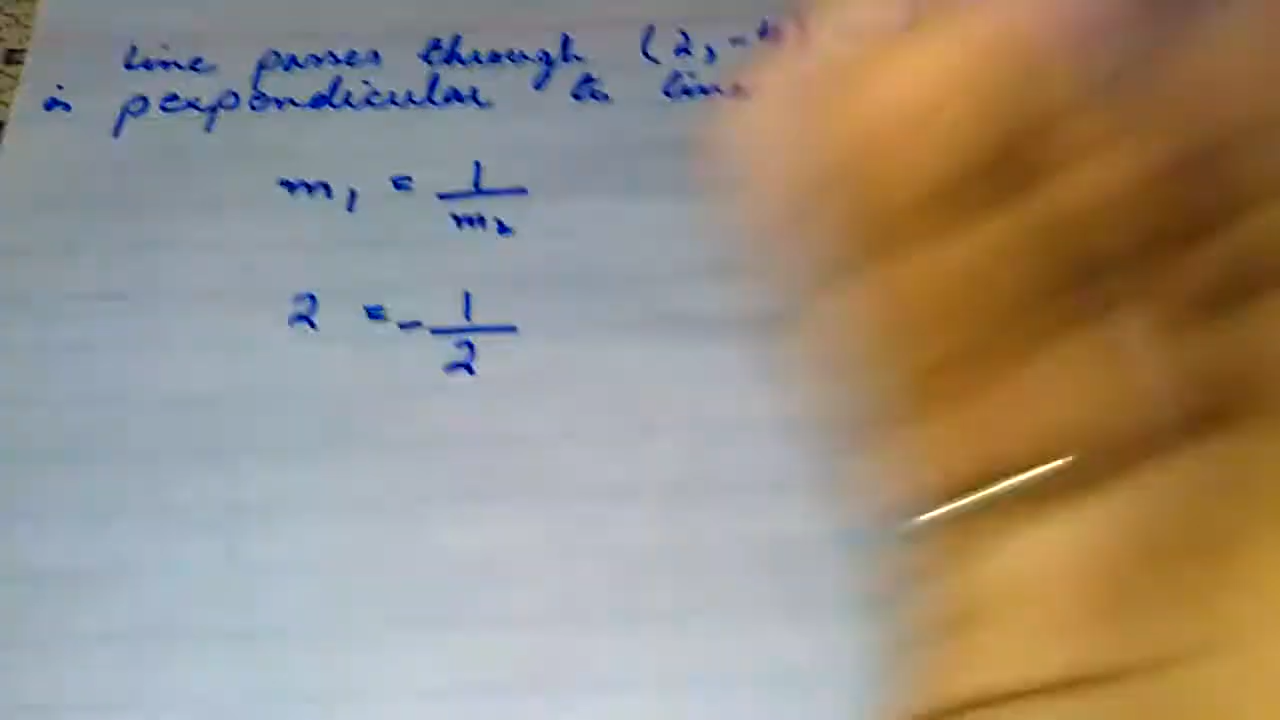 Line passes through (2, -
is perpendicular to line
m₁ = 1/m₂
2 = -1/2